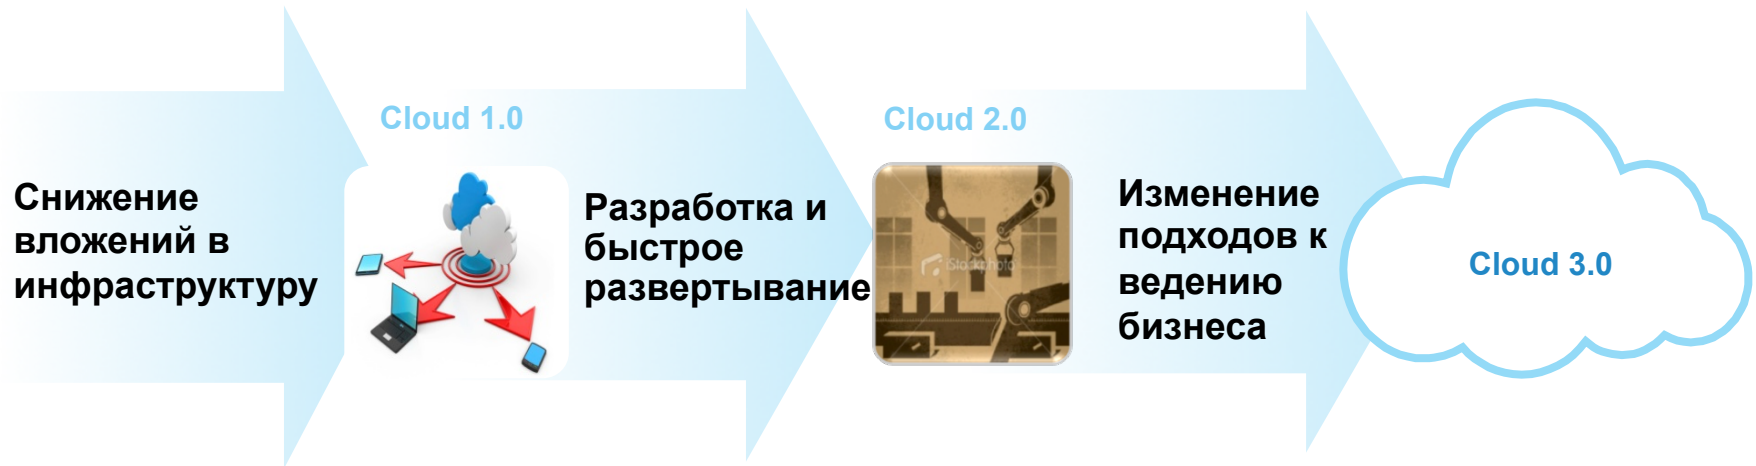 Cloud 1.0
Cloud 2.0
Снижение
вложений в
инфраструктуру
Разработка и
быстрое
развертывание
iStockphoto
Изменение
подходов к
ведению
бизнеса
Cloud 3.0